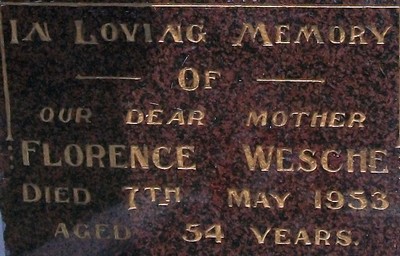 IN LOVING MEMORY
OF
OUR DEAR MOTHER
FLORENCE WESCHE
DIED 7TH MAY 1953
AGED 54 YEARS.